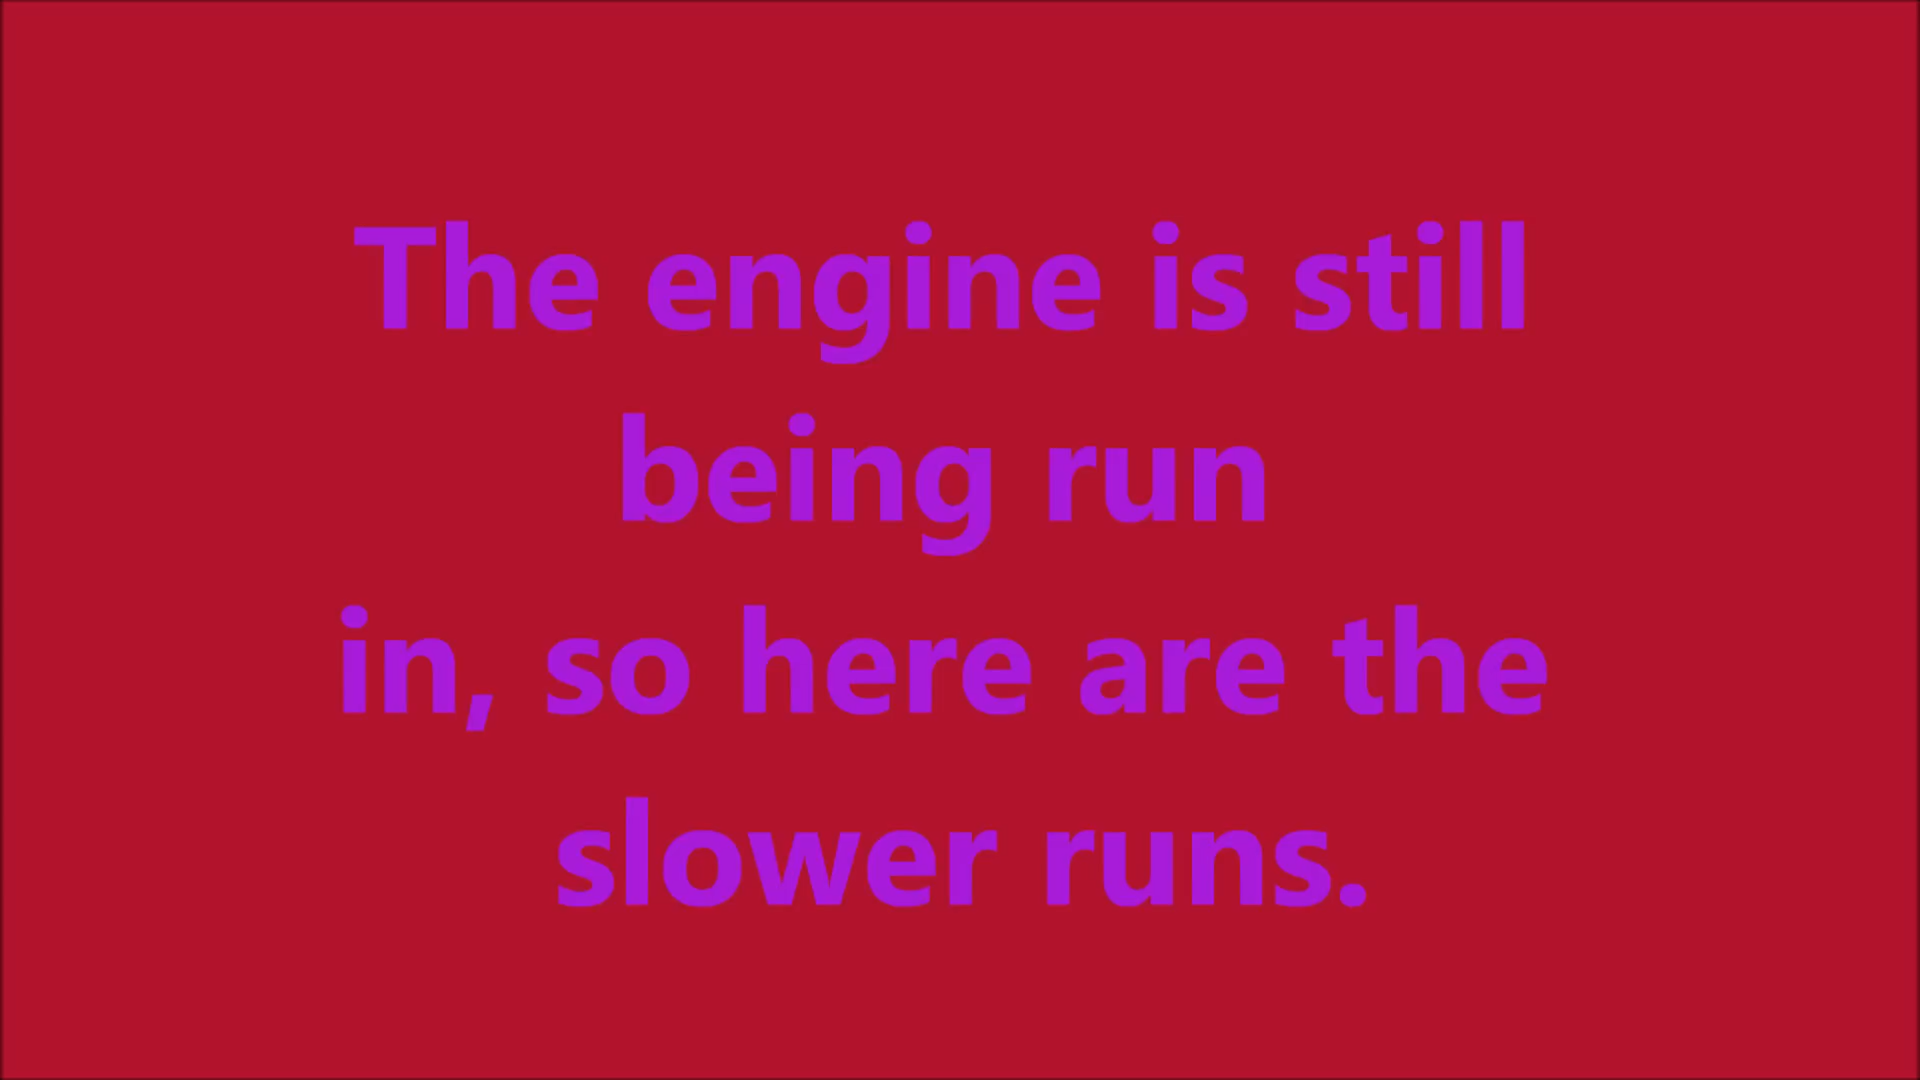 The engine is still
being run
in, so here are the
slower runs.